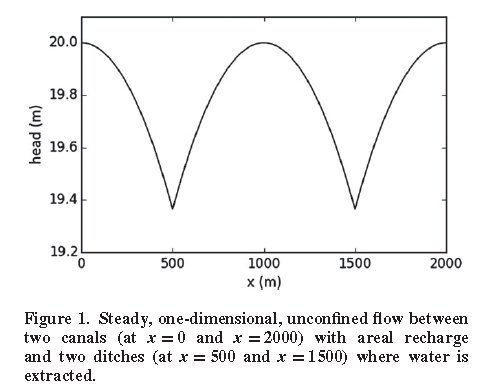 20.0
19.8
19.6
19.4
19.2
head (m)
0 500 1000 1500 2000
x (m)
Figure 1. Steady, one-dimensional, unconfined flow between
two canals (at x = 0 and x = 2000) with areal recharge
and two ditches (at x = 500 and x = 1500) where water is
extracted.